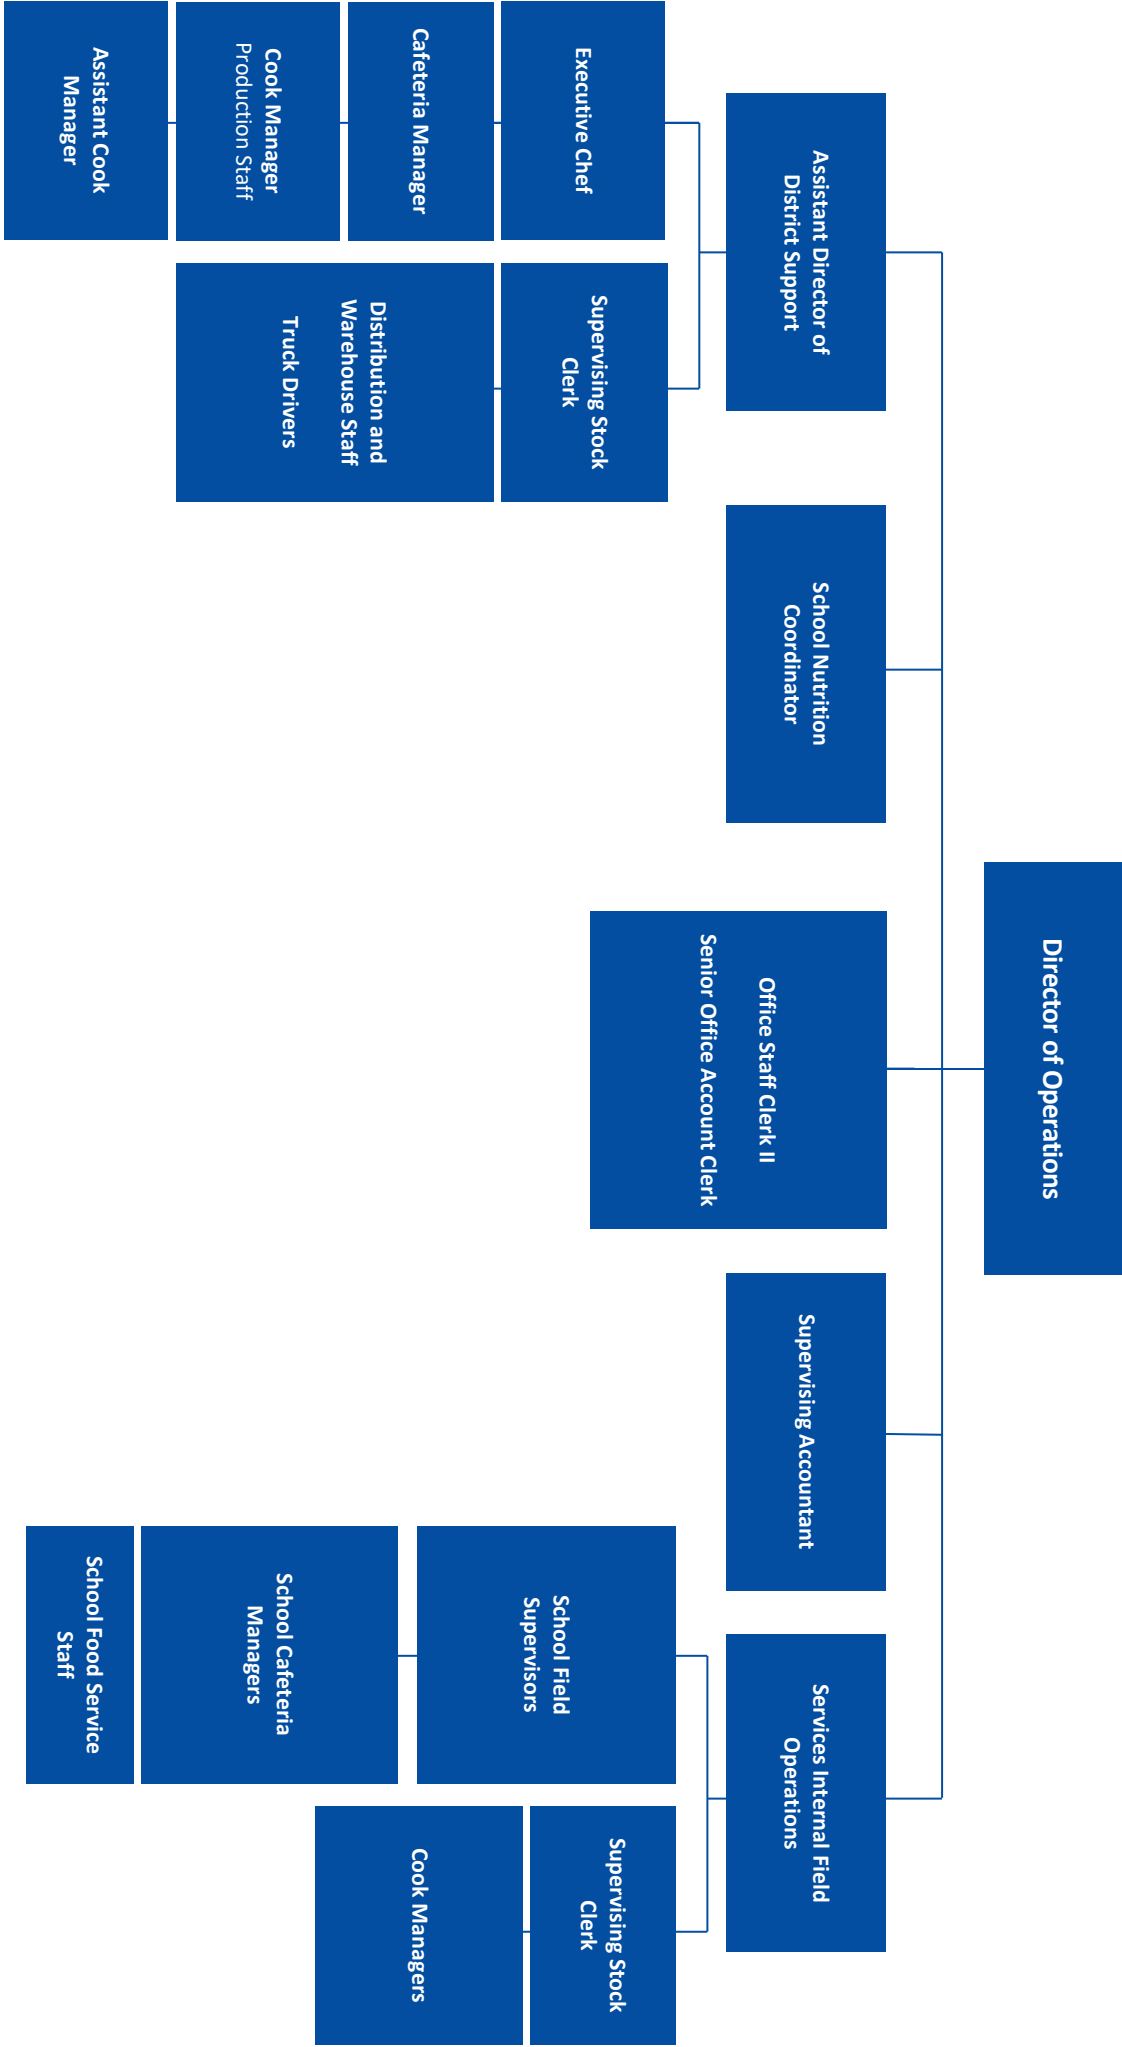 Director of Operations
Assistant Director of
District Support
School Nutrition
Coordinator
Office Staff Clerk II
Senior Office Account Clerk
Supervising Accountant
Services Internal Field
Operations
Executive Chef
Supervising Stock
Clerk
School Field
Supervisors
Supervising Stock
Clerk
Cafeteria Manager
Distribution and
Warehouse Staff
Truck Drivers
School Cafeteria
Managers
Cook Managers
Cook Manager
Production Staff
School Food Service
Staff
Assistant Cook
Manager